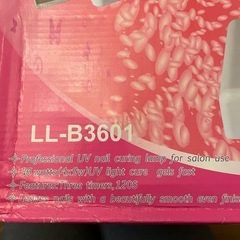 LL-B3601
Professional UV nail curing lamp for salon use
36 watts(4x9w)UV light cure gels fast
Features:Three timers,120S
nails with a beautifully smooth even finish